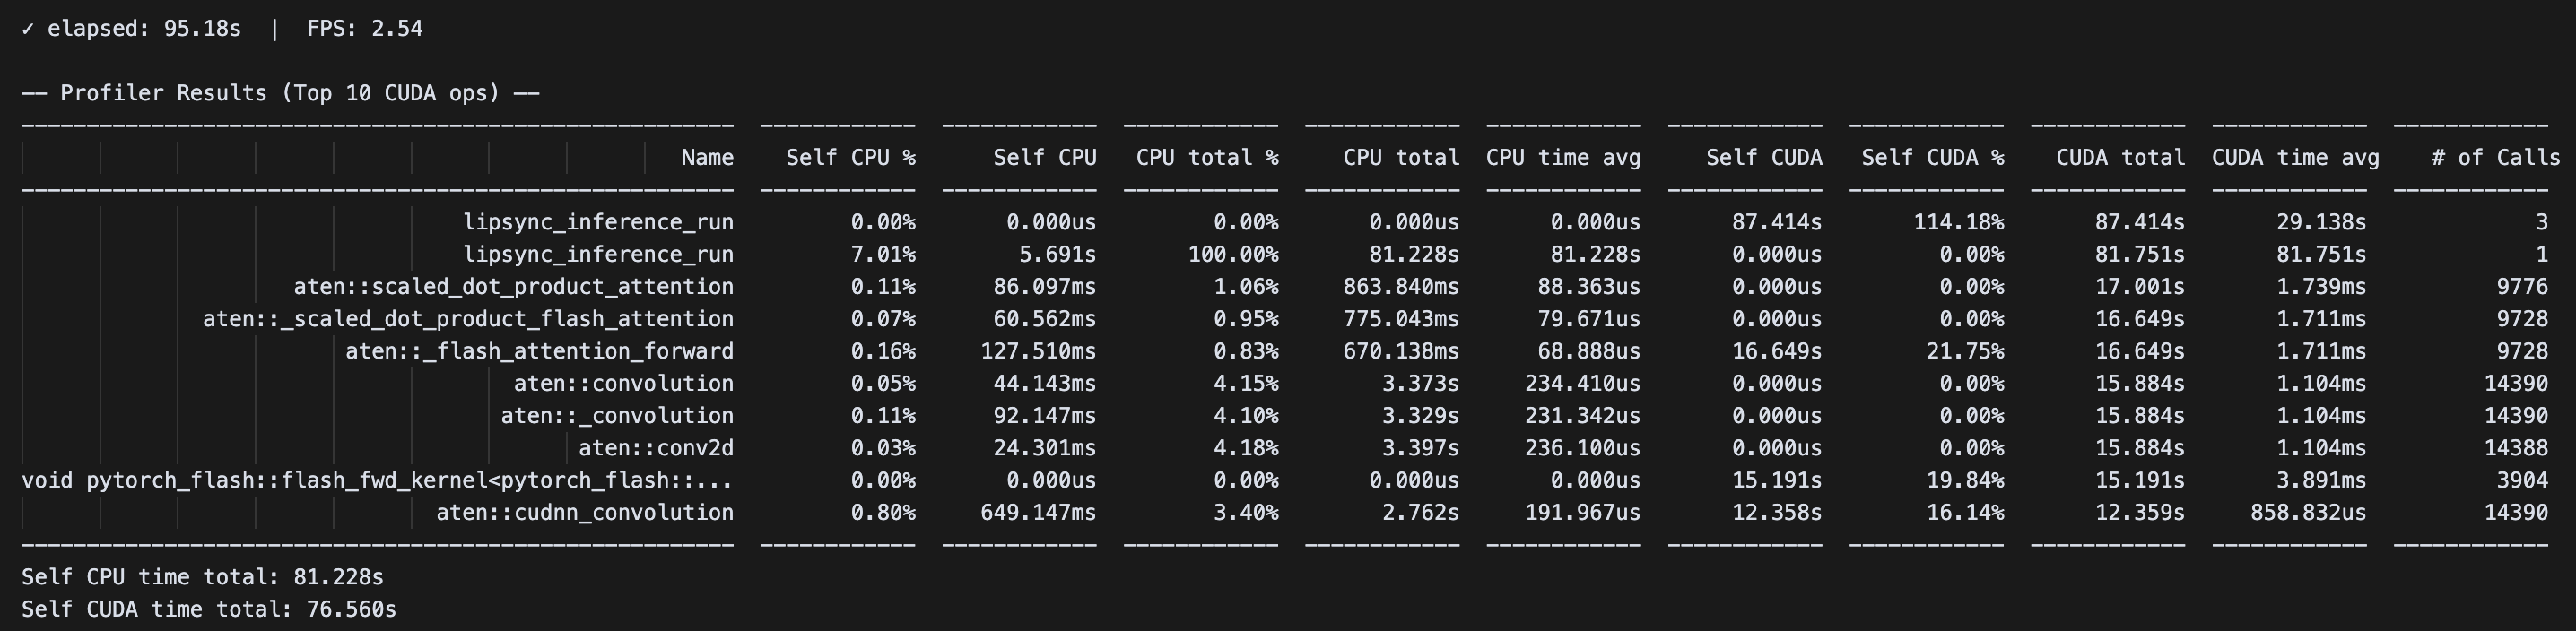 ✓ elapsed: 95.18s | FPS: 2.54
—— Profiler Results (Top 10 CUDA ops) ——
-------------------------------------------------------  ------------  ------------  ------------  ------------  ------------  ------------  ------------  ------------  ------------  ------------
Name  Self CPU %  Self CPU  CPU total %  CPU total  CPU time avg  Self CUDA  Self CUDA %  CUDA total  CUDA time avg  # of Calls
-------------------------------------------------------  ------------  ------------  ------------  ------------  ------------  ------------  ------------  ------------  ------------  ------------
lipsync_inference_run  0.00%  0.000us  0.00%  0.000us  0.000us  87.414s  114.18%  87.414s  29.138s  3
lipsync_inference_run  7.01%  5.691s  100.00%  81.228s  81.228s  0.000us  0.00%  81.751s  81.751s  1
aten::scaled_dot_product_attention  0.11%  86.097ms  1.06%  863.840ms  88.363us  0.000us  0.00%  17.001s  1.739ms  9776
aten::_scaled_dot_product_flash_attention  0.07%  60.562ms  0.95%  775.043ms  79.671us  0.000us  0.00%  16.649s  1.711ms  9728
aten::_flash_attention_forward  0.16%  127.510ms  0.83%  670.138ms  68.888us  16.649s  21.75%  16.649s  1.711ms  9728
aten::convolution  0.05%  44.143ms  4.15%  3.373s  234.410us  0.000us  0.00%  15.884s  1.104ms  14390
aten::_convolution  0.11%  92.147ms  4.10%  3.329s  231.342us  0.000us  0.00%  15.884s  1.104ms  14390
aten::conv2d  0.03%  24.301ms  4.18%  3.397s  236.100us  0.000us  0.00%  15.884s  1.104ms  14388
void pytorch_flash::flash_fwd_kernel<pytorch_flash::...  0.00%  0.000us  0.00%  0.000us  0.000us  15.191s  19.84%  15.191s  3.891ms  3904
aten::cudnn_convolution  0.80%  649.147ms  3.40%  2.762s  191.967us  12.358s  16.14%  12.359s  858.832us  14390
-------------------------------------------------------  ------------  ------------  ------------  ------------  ------------  ------------  ------------  ------------  ------------  ------------
Self CPU time total: 81.228s
Self CUDA time total: 76.560s